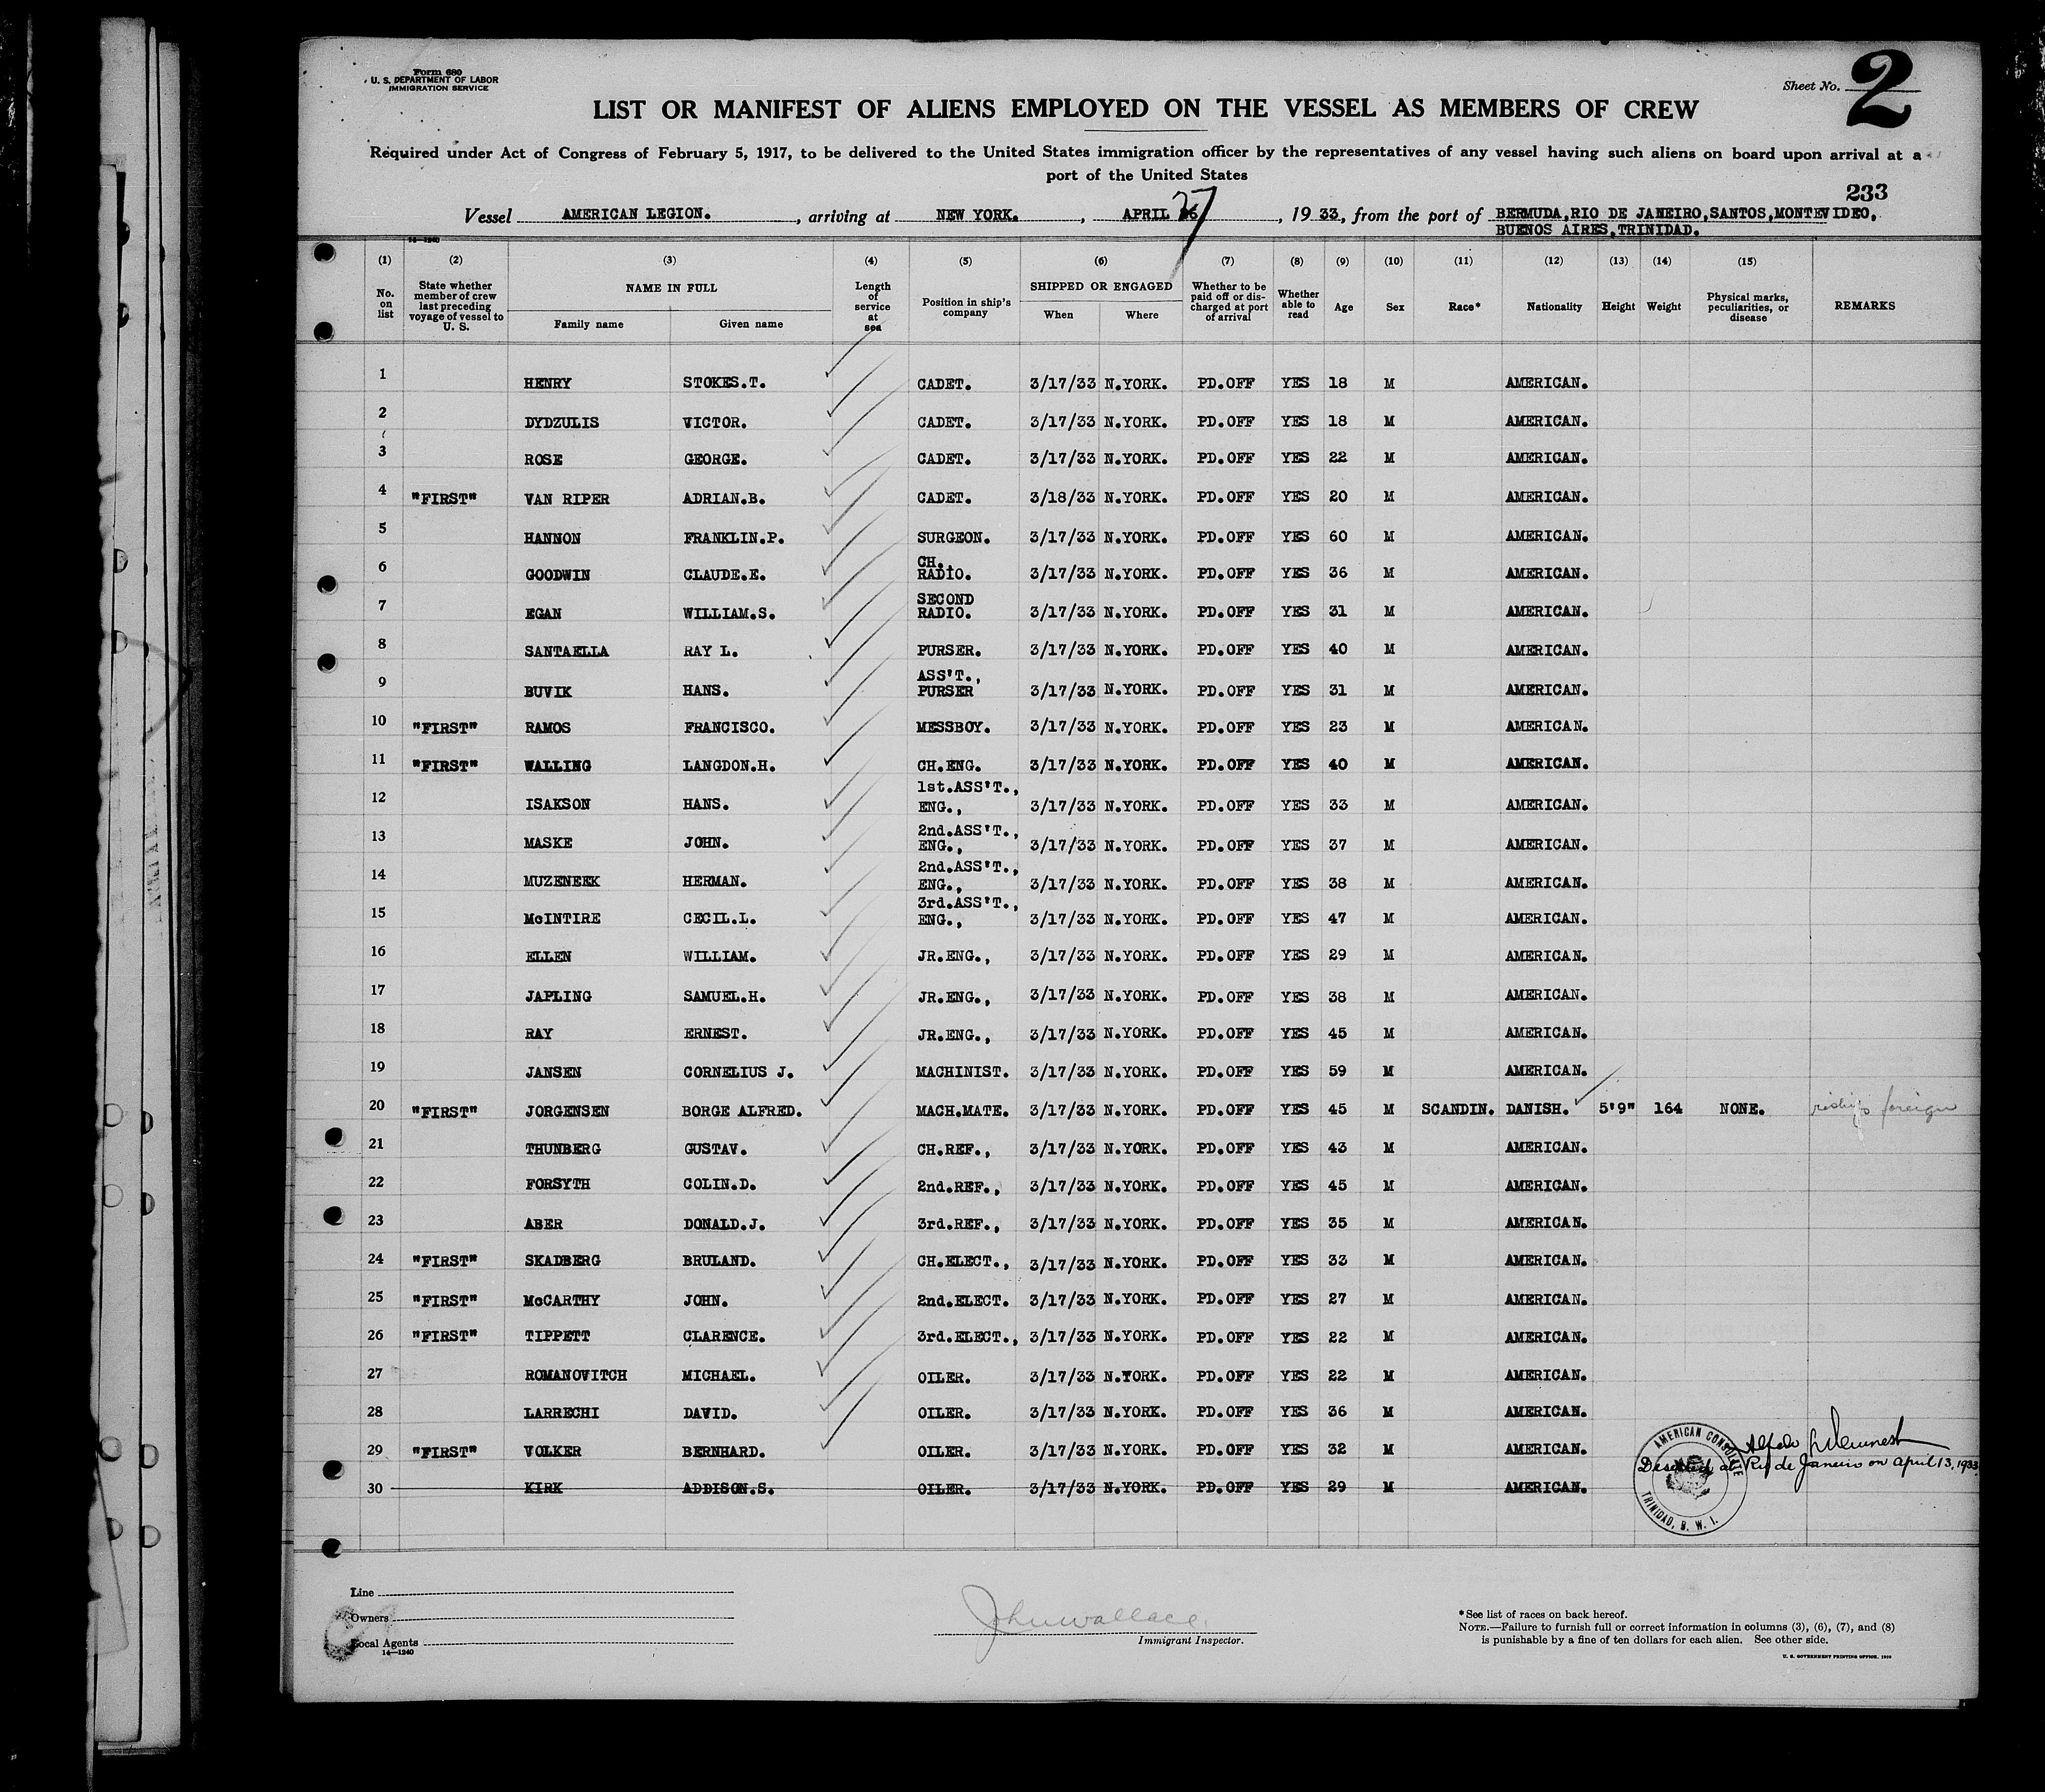 Form 680
U. S. DEPARTMENT OF LABOR
IMMIGRATION SERVICE
Sheet No. 2
LIST OR MANIFEST OF ALIENS EMPLOYED ON THE VESSEL AS MEMBERS OF CREW
Required under Act of Congress of February 5, 1917, to be delivered to the United States immigration officer by the representatives of any vessel having such aliens on board upon arrival at a
port of the United States
233
Vessel AMERICAN LEGION. , arriving at NEW YORK. , APRIL 27 , 19 33, from the port of BERMUDA,RIO DE JANEIRO,SANTOS,MONTEVIDEO,
BUENOS AIRES,TRINIDAD.
14—1240
(1) (2) (3) (4) (5) (6) (7) (8) (9) (10) (11) (12) (13) (14) (15)
No. on list State whether member of crew last preceding voyage of vessel to U. S. NAME IN FULL Family name Given name Length of service at sea Position in ship's company SHIPPED OR ENGAGED When Where Whether to be paid off or discharged at port of arrival Whether able to read Age Sex Race* Nationality Height Weight Physical marks, peculiarities, or disease REMARKS
1 HENRY STOKES.T. CADET. 3/17/33 N.YORK. PD.OFF YES 18 M AMERICAN.
2 DYDZULIS VICTOR. CADET. 3/17/33 N.YORK. PD.OFF YES 18 M AMERICAN.
3 ROSE GEORGE. CADET. 3/17/33 N.YORK. PD.OFF YES 22 M AMERICAN.
4 "FIRST" VAN RIPER ADRIAN.B. CADET. 3/18/33 N.YORK. PD.OFF YES 20 M AMERICAN.
5 HANNON FRANKLIN.P. SURGEON. 3/17/33 N.YORK. PD.OFF YES 60 M AMERICAN.
6 GOODWIN CLAUDE.E. CH. RADIO. 3/17/33 N.YORK. PD.OFF YES 36 M AMERICAN.
7 EGAN WILLIAM.S. SECOND RADIO. 3/17/33 N.YORK. PD.OFF YES 31 M AMERICAN.
8 SANTAELLA RAY L. PURSER. 3/17/33 N.YORK. PD.OFF YES 40 M AMERICAN.
9 BUVIK HANS. ASS'T., PURSER 3/17/33 N.YORK. PD.OFF YES 31 M AMERICAN.
10 "FIRST" RAMOS FRANCISCO. MESSBOY. 3/17/33 N.YORK. PD.OFF YES 23 M AMERICAN.
11 "FIRST" WALLING LANGDON.H. CH.ENG. 3/17/33 N.YORK. PD.OFF YES 40 M AMERICAN.
12 ISAKSON HANS. 1st.ASS'T., ENG., 3/17/33 N.YORK. PD.OFF YES 33 M AMERICAN.
13 MASKE JOHN. 2nd.ASS'T., ENG., 3/17/33 N.YORK. PD.OFF YES 37 M AMERICAN.
14 MUZENEEK HERMAN. 2nd.ASS'T., ENG., 3/17/33 N.YORK. PD.OFF YES 38 M AMERICAN.
15 McINTIRE CECIL.L. 3rd.ASS'T., ENG., 3/17/33 N.YORK. PD.OFF YES 47 M AMERICAN.
16 ELLEN WILLIAM. JR.ENG., 3/17/33 N.YORK. PD.OFF YES 29 M AMERICAN.
17 JAPLING SAMUEL.H. JR.ENG., 3/17/33 N.YORK. PD.OFF YES 38 M AMERICAN.
18 RAY ERNEST. JR.ENG., 3/17/33 N.YORK. PD.OFF YES 45 M AMERICAN.
19 JANSEN CORNELIUS J. MACHINIST. 3/17/33 N.YORK. PD.OFF YES 59 M AMERICAN.
20 "FIRST" JORGENSEN BORGE ALFRED. MACH.MATE. 3/17/33 N.YORK. PD.OFF YES 45 M SCANDIN. DANISH. 5'9" 164 NONE. foreign
21 THUNBERG GUSTAV. CH.REF., 3/17/33 N.YORK. PD.OFF YES 43 M AMERICAN.
22 FORSYTH COLIN.D. 2nd.REF., 3/17/33 N.YORK. PD.OFF YES 45 M AMERICAN.
23 ABER DONALD.J. 3rd.REF., 3/17/33 N.YORK. PD.OFF YES 35 M AMERICAN.
24 "FIRST" SKADBERG BRULAND. CH.ELECT., 3/17/33 N.YORK. PD.OFF YES 33 M AMERICAN.
25 "FIRST" McCARTHY JOHN. 2nd.ELECT. 3/17/33 N.YORK. PD.OFF YES 27 M AMERICAN.
26 "FIRST" TIPPETT CLARENCE. 3rd.ELECT., 3/17/33 N.YORK. PD.OFF YES 22 M AMERICAN.
27 ROMANOVITCH MICHAEL. OILER. 3/17/33 N.YORK. PD.OFF YES 22 M AMERICAN.
28 LARRECHI DAVID. OILER. 3/17/33 N.YORK. PD.OFF YES 36 M AMERICAN.
29 "FIRST" VOLKER BERNHARD. OILER. 3/17/33 N.YORK. PD.OFF YES 32 M AMERICAN.
Alfredo
Deserted at Rio de Janeiro on April 13, 1933
30 KIRK ADDISON.S. OILER. 3/17/33 N.YORK. PD.OFF YES 29 M AMERICAN.
AMERICAN CONSULATE
TRINIDAD, B. W. I.
Line
Owners
Local Agents
14—1240
John Wallace
Immigrant Inspector.
*See list of races on back hereof.
NOTE.—Failure to furnish full or correct information in columns (3), (6), (7), and (8)
is punishable by a fine of ten dollars for each alien. See other side.
U. S. GOVERNMENT PRINTING OFFICE.